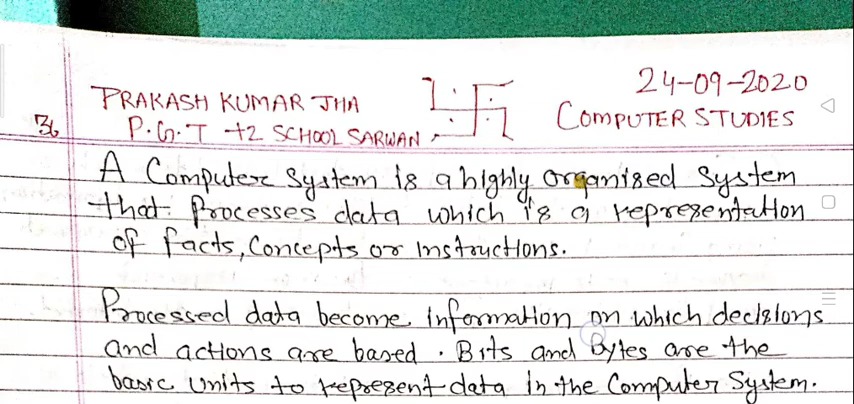 24-09-2020
PRAKASH KUMAR JHA
36
P.G.T +2 SCHOOL SARWAN
COMPUTER STUDIES
A Computer System is a highly organised System
that processes data which is a representation
of facts, Concepts or instructions.
Processed data become information on which decisions
and actions are based. Bits and Bytes are the
basic Units to represent data in the Computer System.